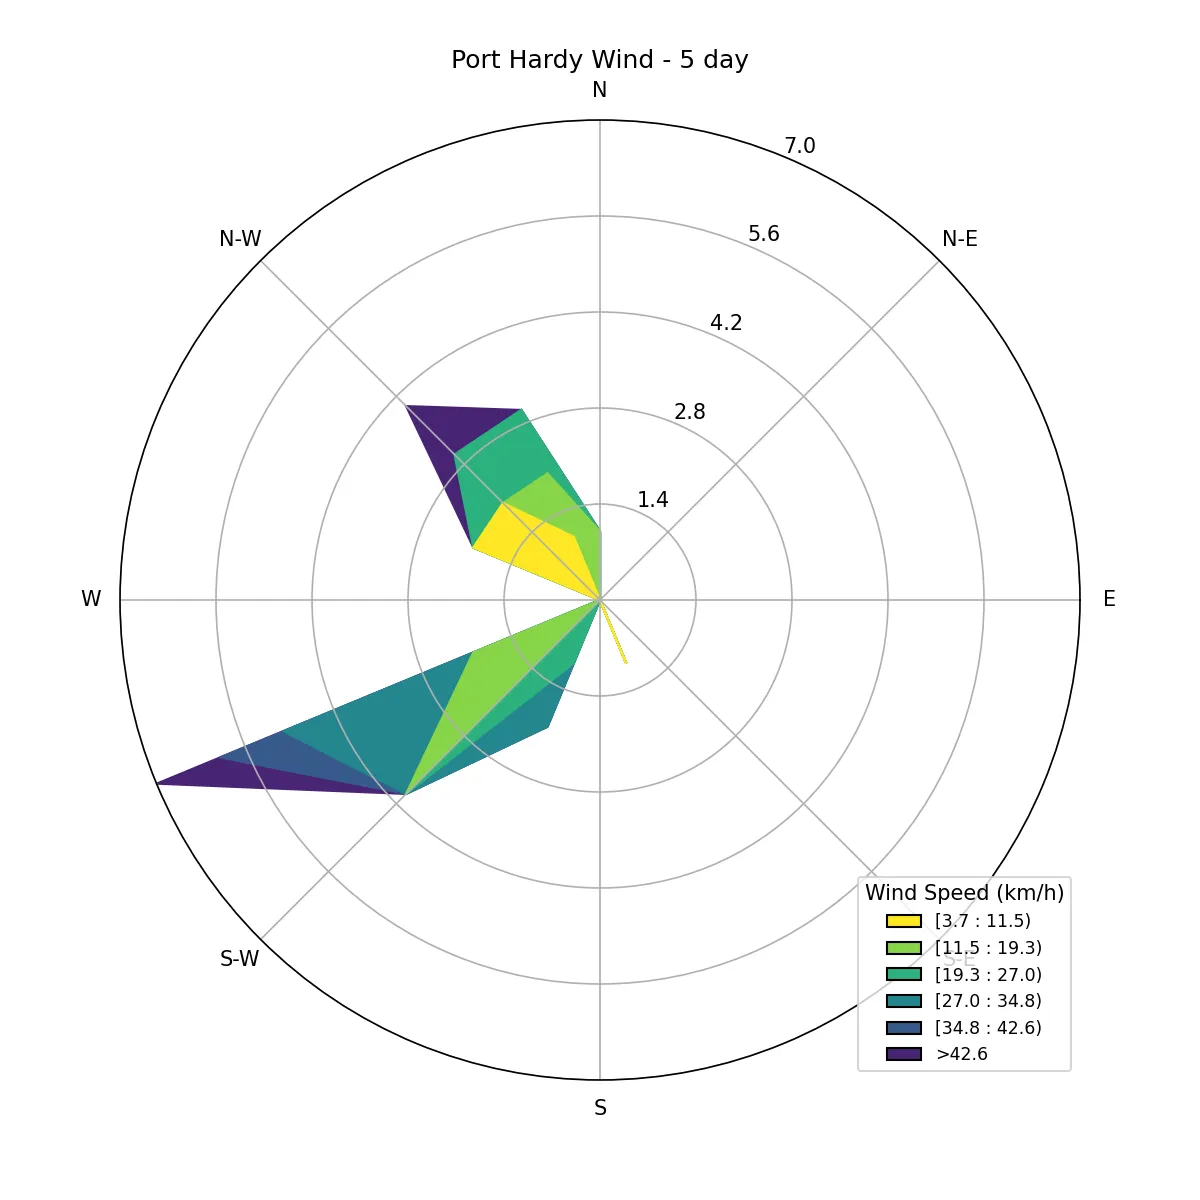 Port Hardy Wind - 5 day
N
7.0
N-W
5.6
N-E
4.2
2.8
1.4
W
E
S-W
S-E
Wind Speed (km/h)
[3.7 : 11.5)
[11.5 : 19.3)
[19.3 : 27.0)
[27.0 : 34.8)
[34.8 : 42.6)
>42.6
S